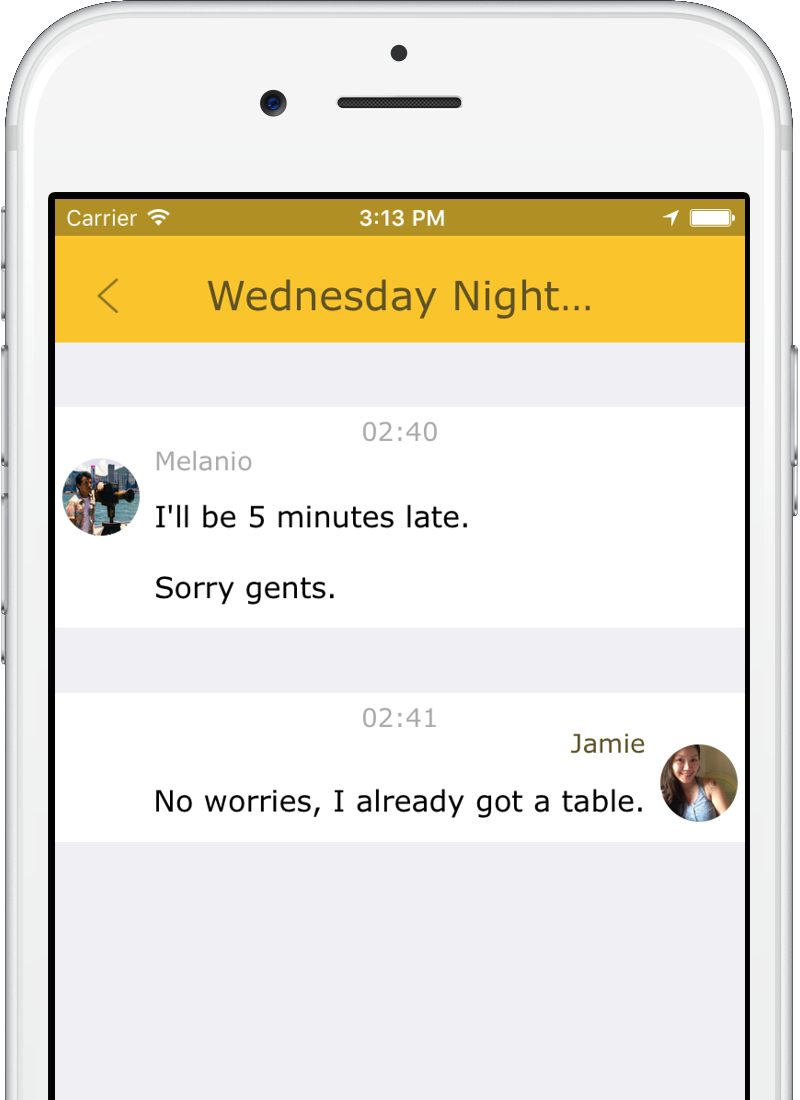 Carrier 3:13 PM
Wednesday Night...
02:40
Melanio
I'll be 5 minutes late.
Sorry gents.
02:41
Jamie
No worries, I already got a table.